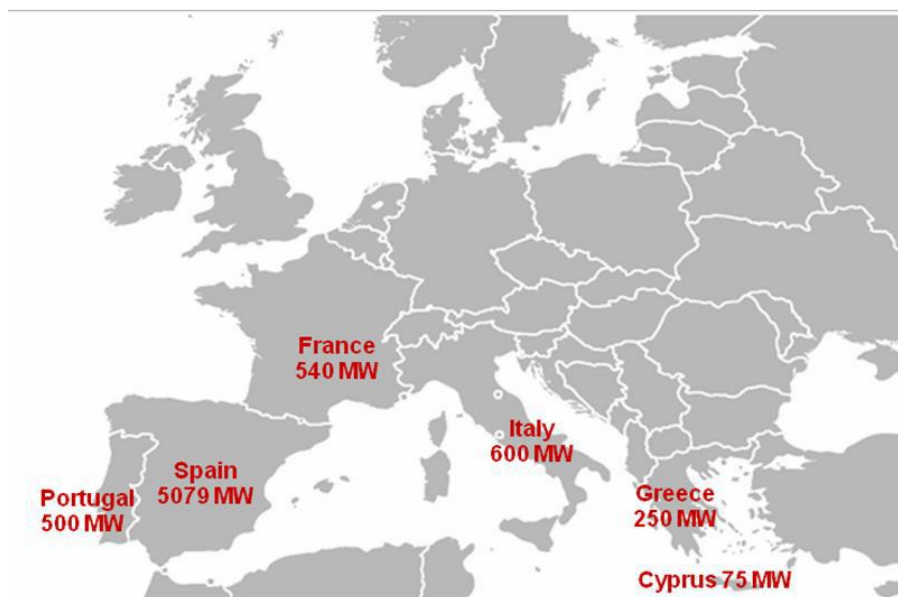 France
540 MW
Italy
600 MW
Spain
5079 MW
Portugal
500 MW
Greece
250 MW
Cyprus 75 MW